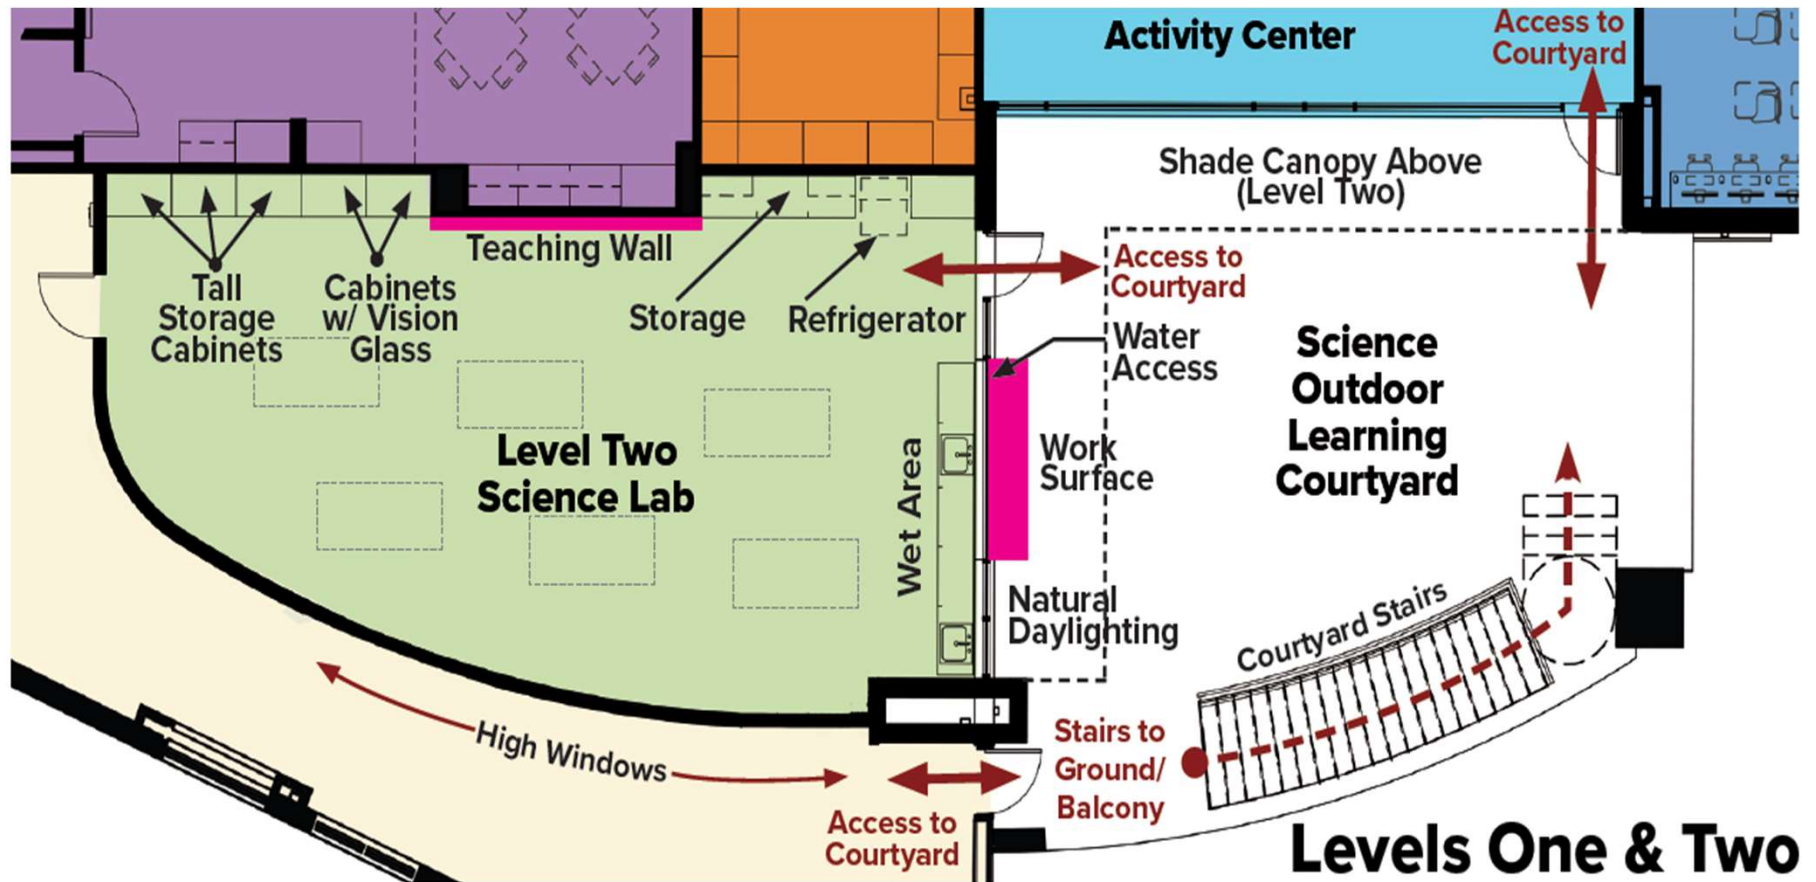 Activity Center
Access to
Courtyard
Shade Canopy Above
(Level Two)
Teaching Wall
Tall
Storage
Cabinets
Cabinets
w/ Vision
Glass
Storage
Refrigerator
Access to
Courtyard
Water
Access
Science
Outdoor
Learning
Courtyard
Level Two
Science Lab
Wet Area
Work
Surface
Natural
Daylighting
Courtyard Stairs
High Windows
Stairs to
Ground/
Balcony
Access to
Courtyard
Levels One & Two